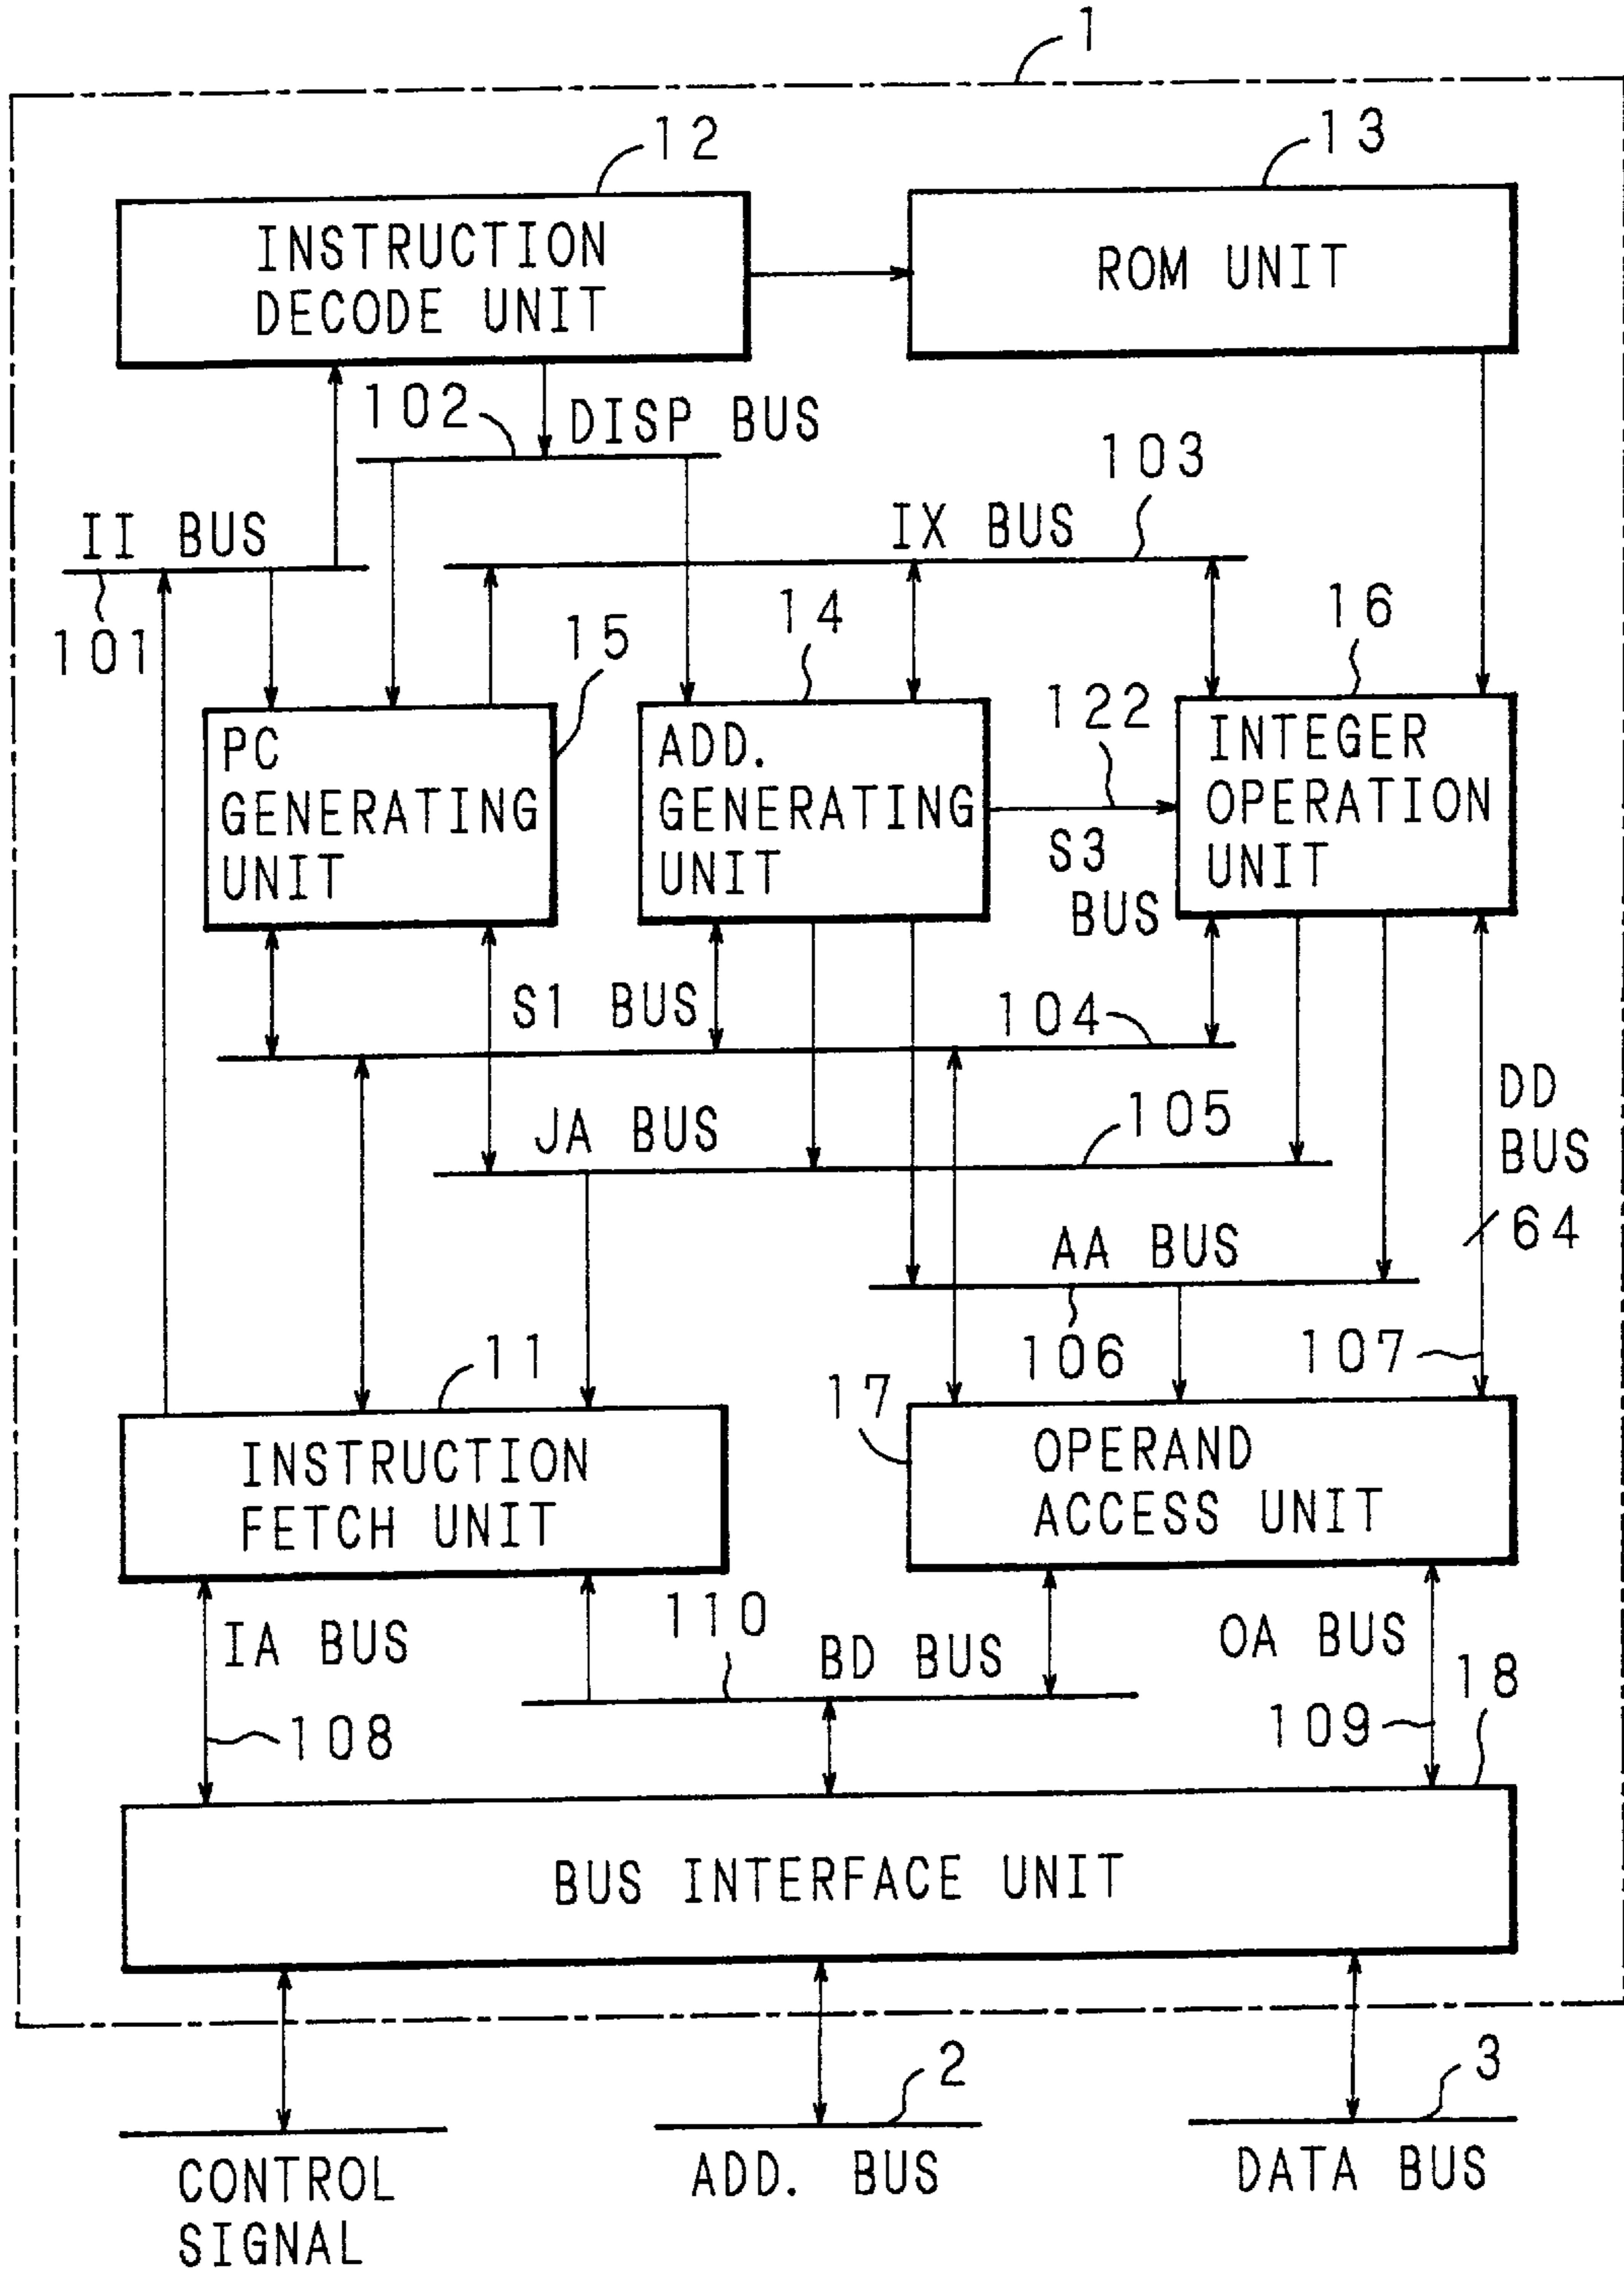 1
12
13
INSTRUCTION
DECODE UNIT
ROM UNIT
102
DISP BUS
103
II BUS
IX BUS
101
15
14
16
122
PC
GENERATING
UNIT
ADD.
GENERATING
UNIT
INTEGER
OPERATION
UNIT
S3
BUS
S1 BUS
104
DD
BUS
JA BUS
105
64
AA BUS
106
107
11
17
INSTRUCTION
FETCH UNIT
OPERAND
ACCESS UNIT
110
IA BUS
BD BUS
OA BUS
18
108
109
BUS INTERFACE UNIT
2
3
CONTROL
SIGNAL
ADD. BUS
DATA BUS